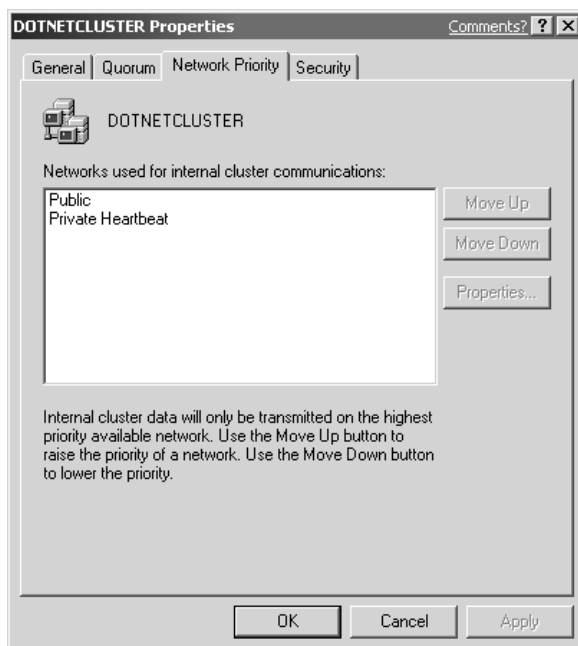 DOTNETCLUSTER Properties Comments? ? X
General Quorum Network Priority Security
DOTNETCLUSTER
Networks used for internal cluster communications:
Public
Private Heartbeat
Move Up
Move Down
Properties...
Internal cluster data will only be transmitted on the highest
priority available network. Use the Move Up button to
raise the priority of a network. Use the Move Down button
to lower the priority.
OK Cancel Apply